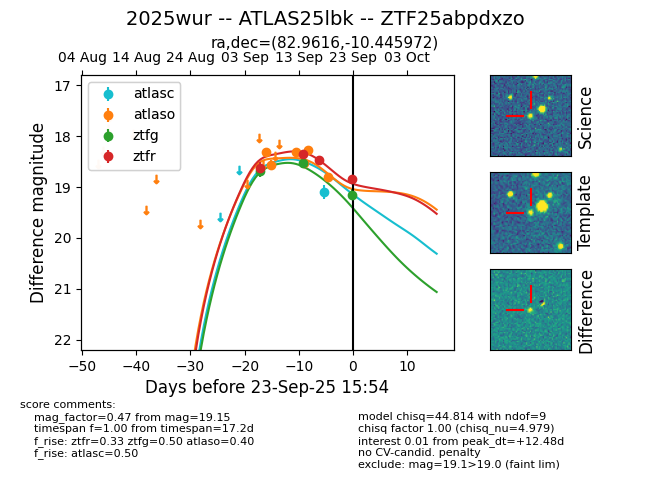 2025wur -- ATLAS25lbk -- ZTF25abpdxzo
ra,dec=(82.9616,-10.445972)
04 Aug 14 Aug 24 Aug 03 Sep 13 Sep 23 Sep 03 Oct
atlasc
atlaso
ztfg
ztfr
17
18
19
20
21
22
Difference magnitude
−50 −40 −30 −20 −10 0 10
Days before 23-Sep-25 15:54
Science
Template
Difference
score comments:
mag_factor=0.47 from mag=19.15
timespan f=1.00 from timespan=17.2d
f_rise: ztfr=0.33 ztfg=0.50 atlaso=0.40
f_rise: atlasc=0.50
model chisq=44.814 with ndof=9
chisq factor 1.00 (chisq_nu=4.979)
interest 0.01 from peak_dt=+12.48d
no CV-candid. penalty
exclude: mag=19.1>19.0 (faint lim)